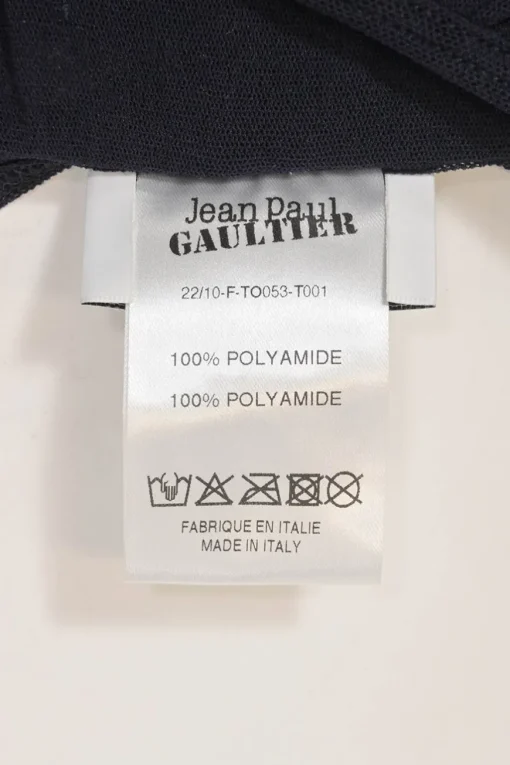 Jean Paul
GAULTIER
22/10-F-TO053-T001
100% POLYAMIDE
100% POLYAMIDE
FABRIQUE EN ITALIE
MADE IN ITALY